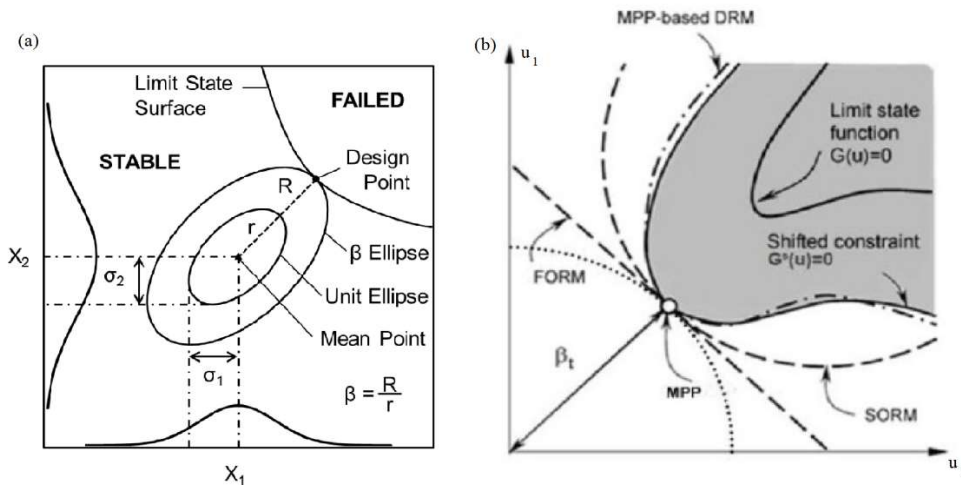 (a)
Limit State
Surface
FAILED
STABLE
Design
Point
R
r
X₂
σ₂
β Ellipse
Unit Ellipse
Mean Point
σ₁
β = R/r
X₁
(b)
MPP-based DRM
u₁
Limit state
function
G(u)=0
Shifted constraint
Gˢ(u)=0
FORM
βₜ
MPP
SORM
u